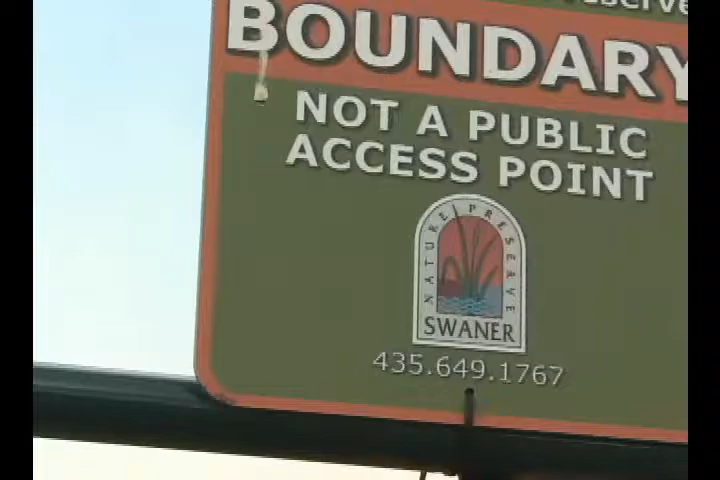 BOUNDARY
NOT A PUBLIC
ACCESS POINT
NATURE PRESERVE
SWANER
435.649.1767